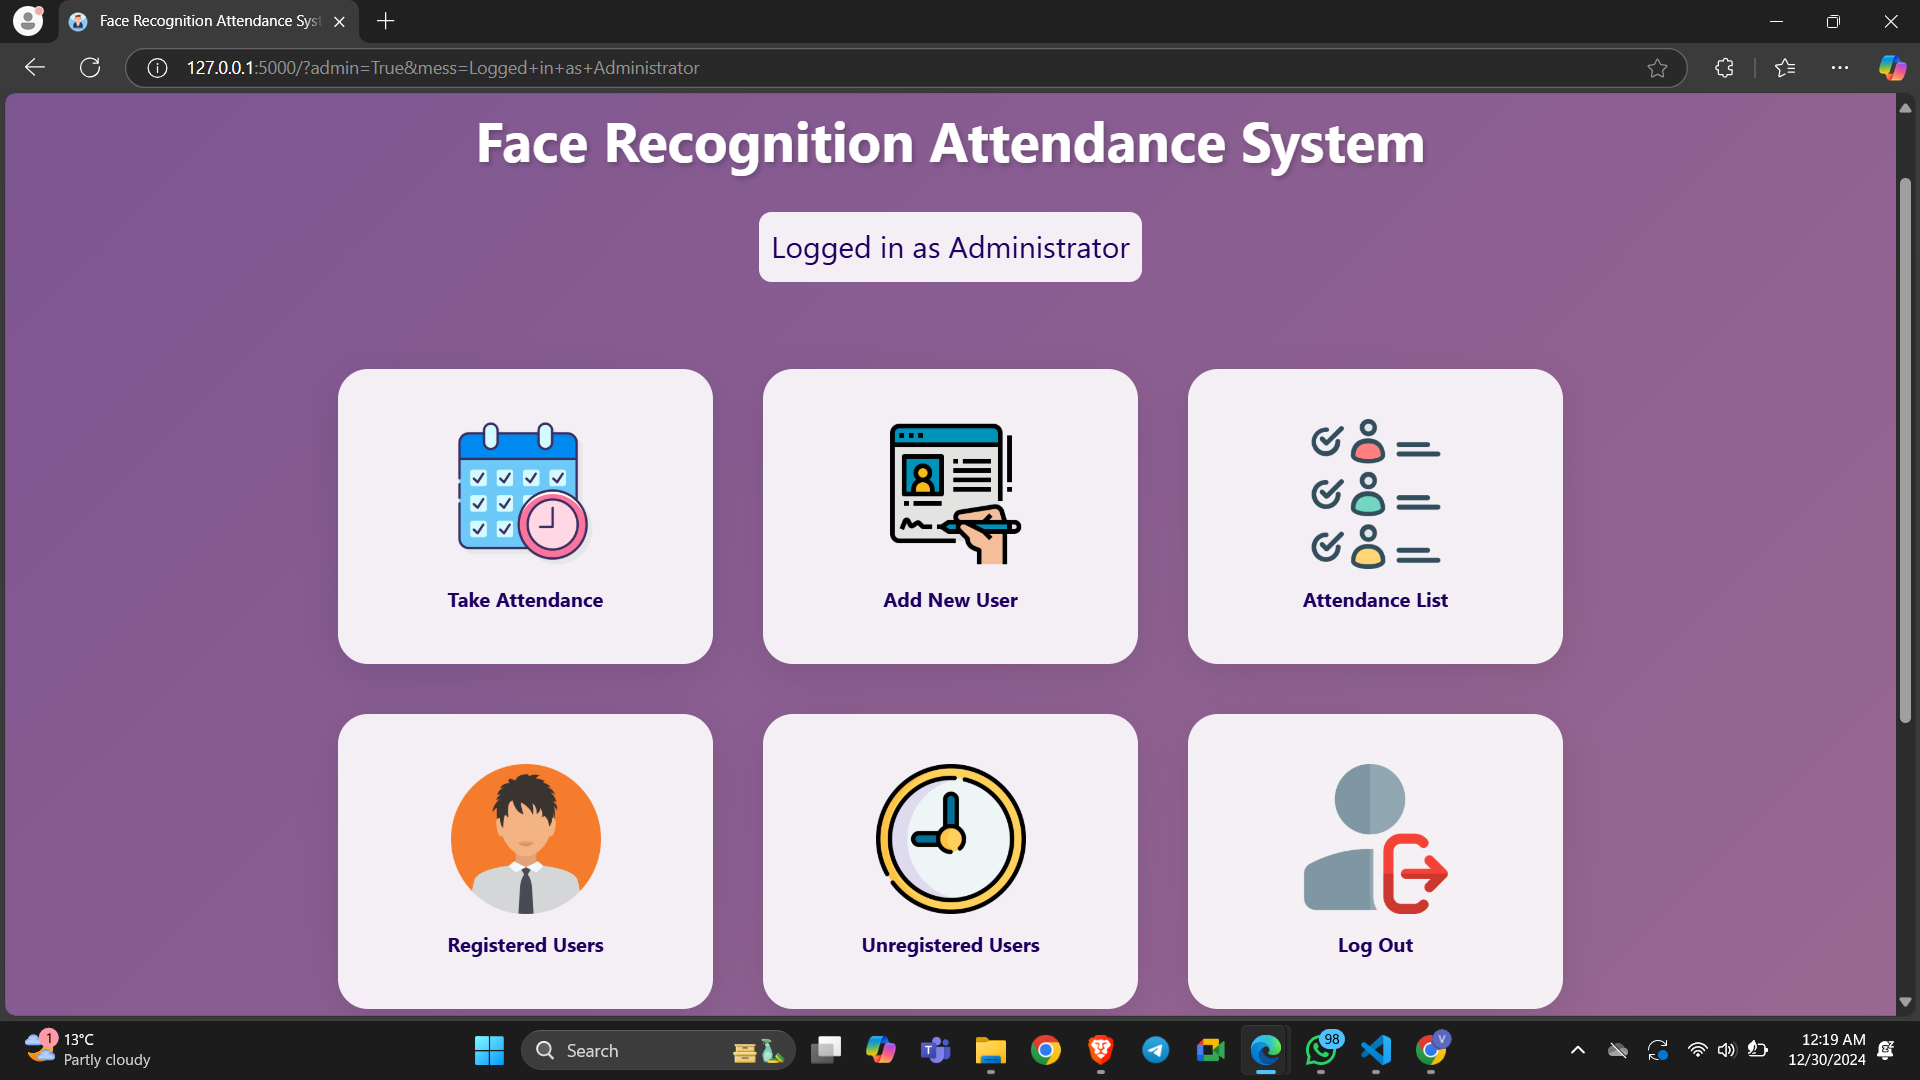 Face Recognition Attendance Syst
127.0.0.1:5000/?admin=True&mess=Logged+in+as+Administrator
Face Recognition Attendance System
Logged in as Administrator
Take Attendance
Add New User
Attendance List
Registered Users
Unregistered Users
Log Out
1
13°C
Partly cloudy
Search
T
98
V
12:19 AM
12/30/2024